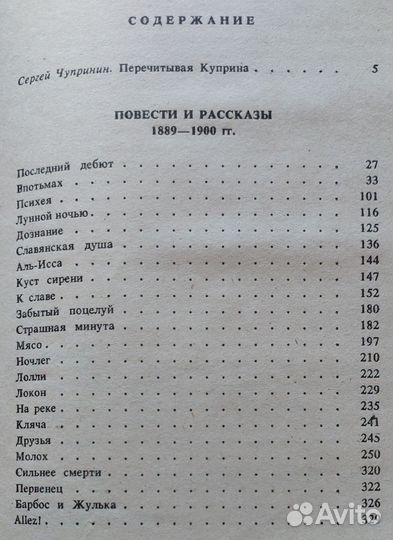 СОДЕРЖАНИЕ
Сергей Чупринин. Перечитывая Куприна . . . . . . 5
ПОВЕСТИ И РАССКАЗЫ
1889—1900 гг.
Последний дебют . . . . . . . . . . . 27
Впотьмах . . . . . . . . . . . . . 33
Психея . . . . . . . . . . . . . 101
Лунной ночью . . . . . . . . . . . . 116
Дознание . . . . . . . . . . . . . 125
Славянская душа . . . . . . . . . . . 136
Аль-Исса . . . . . . . . . . . . . 144
Куст сирени . . . . . . . . . . . . 147
К славе . . . . . . . . . . . . . 152
Забытый поцелуй . . . . . . . . . . . 180
Страшная минута . . . . . . . . . . . 182
Мясо . . . . . . . . . . . . . . 197
Ночлег . . . . . . . . . . . . . 210
Лолли . . . . . . . . . . . . . 222
Локон . . . . . . . . . . . . . 229
На реке . . . . . . . . . . . . . 235
Кляча . . . . . . . . . . . . . 241
Друзья . . . . . . . . . . . . . 245
Молох . . . . . . . . . . . . . 250
Сильнее смерти . . . . . . . . . . . 320
Первенец . . . . . . . . . . . . . 322
Барбос и Жулька . . . . . . . . . . . 326
Allez! . . . . . . . . . . . . .
Avito